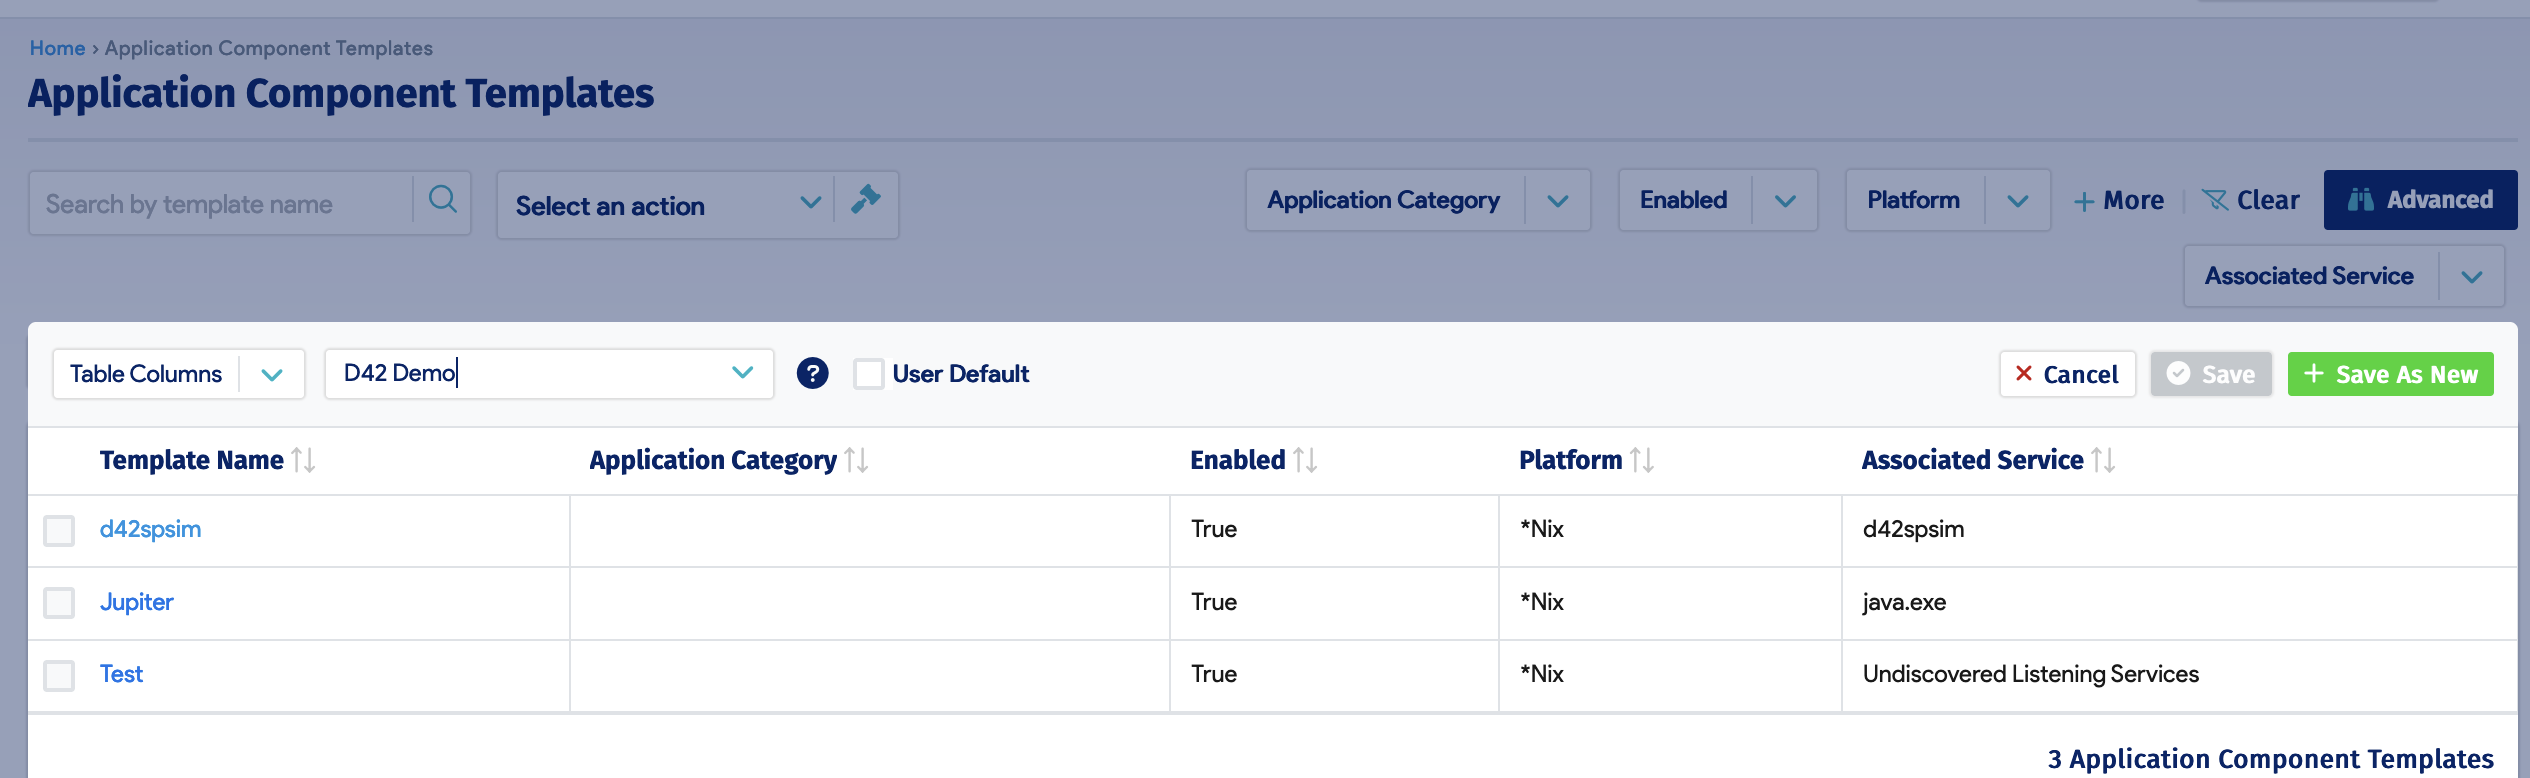 Home › Application Component Templates
Application Component Templates
Search by template name
Select an action
Application Category
Enabled
Platform
+ More
Clear
Advanced
Associated Service
Table Columns
D42 Demo
?
User Default
Cancel
Save
+ Save As New
Template Name
Application Category
Enabled
Platform
Associated Service
d42spsim True *Nix d42spsim
Jupiter True *Nix java.exe
Test True *Nix Undiscovered Listening Services
3 Application Component Templates